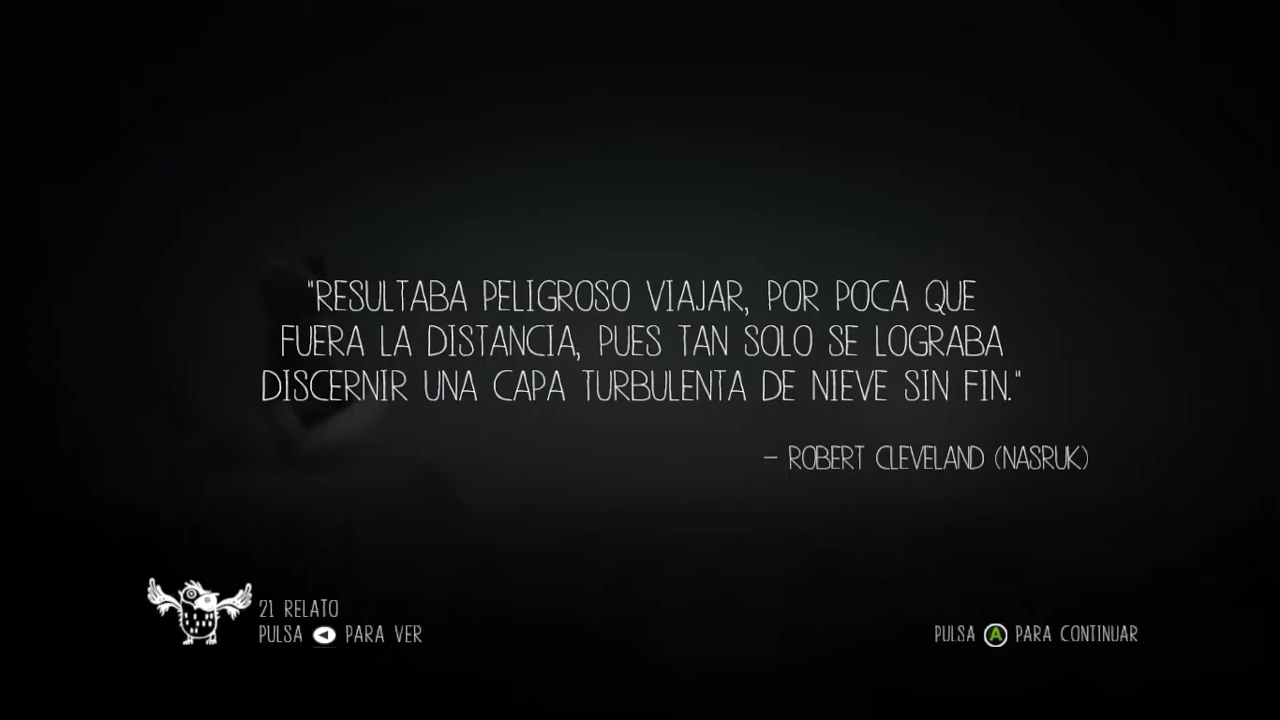 "RESULTABA PELIGROSO VIAJAR, POR POCA QUE
FUERA LA DISTANCIA, PUES TAN SOLO SE LOGRABA
DISCERNIR UNA CAPA TURBULENTA DE NIEVE SIN FIN."
– ROBERT CLEVELAND (NASRUK)
21 RELATO
PULSA ◀ PARA VER
PULSA A PARA CONTINUAR